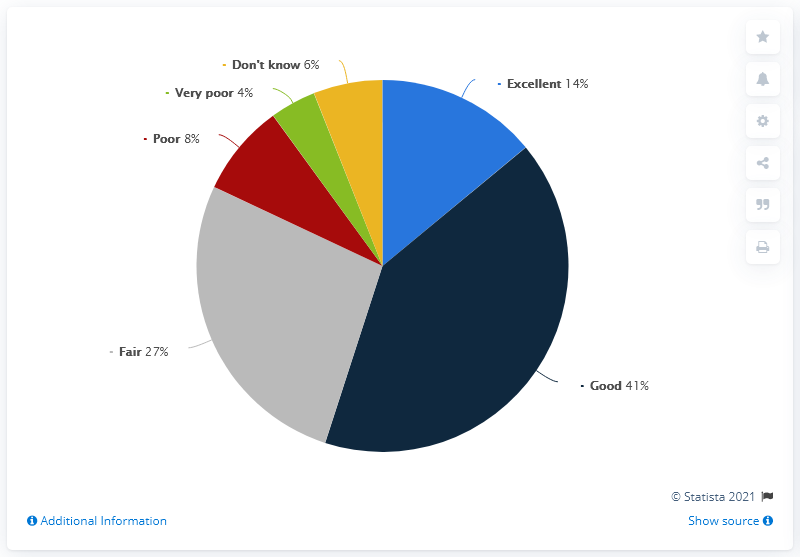 Don't know 6%
Excellent 14%
Very poor 4%
Poor 8%
Fair 27%
Good 41%
© Statista 2021
Additional Information
Show source